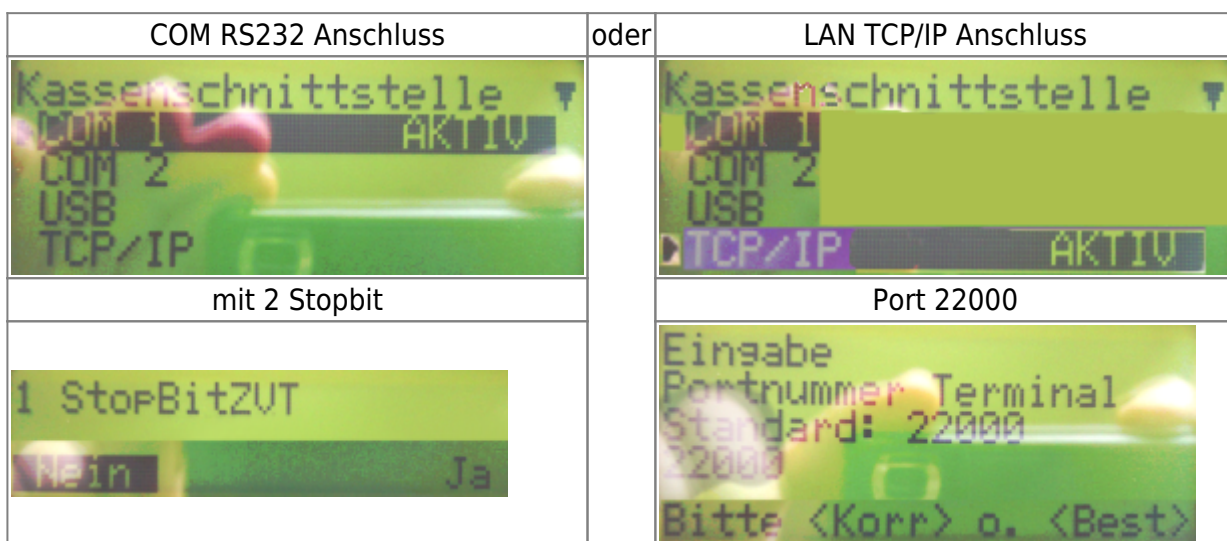 COM RS232 Anschluss
oder
LAN TCP/IP Anschluss
Kassenschnittstelle
COM 1 AKTIV
COM 2
USB
TCP/IP
Kassenschnittstelle
COM 1
COM 2
USB
TCP/IP AKTIV
mit 2 Stopbit
Port 22000
1 StopBitZVT
Nein Ja
Eingabe
Portnummer Terminal
Standard: 22000
22000
Bitte <Korr> o. <Best>